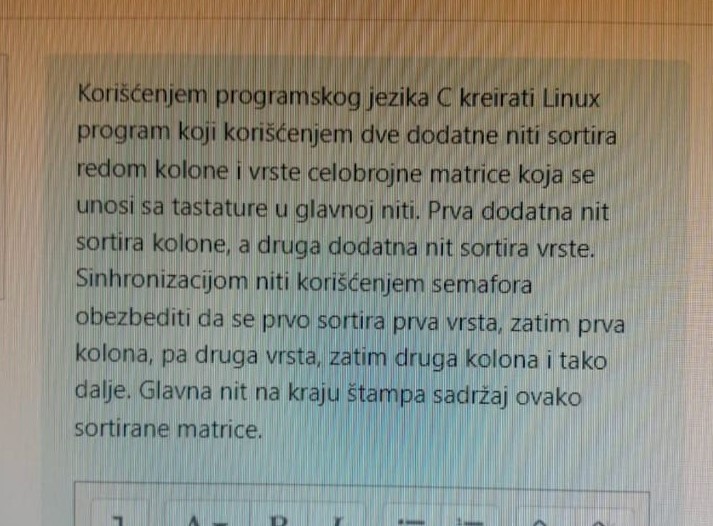 Korišćenjem programskog jezika C kreirati Linux
program koji korišćenjem dve dodatne niti sortira
redom kolone i vrste celobrojne matrice koja se
unosi sa tastature u glavnoj niti. Prva dodatna nit
sortira kolone, a druga dodatna nit sortira vrste.
Sinhronizacijom niti korišćenjem semafora
obezbediti da se prvo sortira prva vrsta, zatim prva
kolona, pa druga vrsta, zatim druga kolona i tako
dalje. Glavna nit na kraju štampa sadržaj ovako
sortirane matrice.